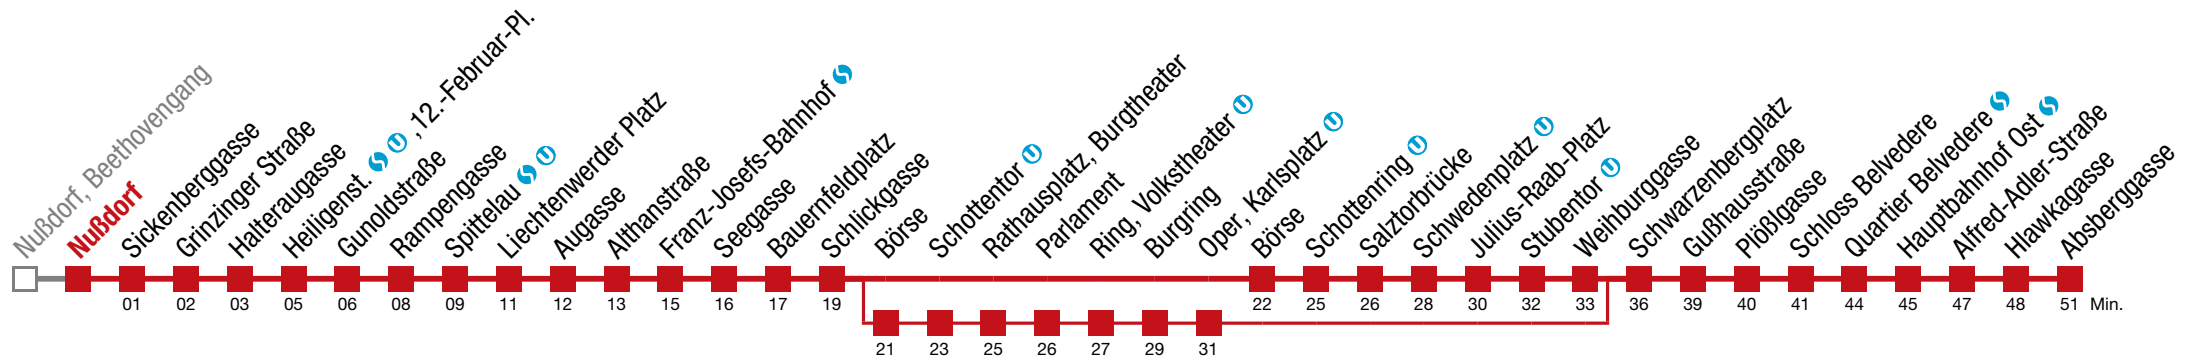 Nußdorf, Beethovengang
Nußdorf
Sickenberggasse
Grinzinger Straße
Halteraugasse
Heiligenst. S U ,12.-Februar-Pl.
Gunoldstraße
Rampengasse
Spittelau S U
Liechtenwerder Platz
Augasse
Althanstraße
Franz-Josefs-Bahnhof S
Seegasse
Bauernfeldplatz
Schlickgasse
Börse
Schottentor U
Rathausplatz, Burgtheater
Parlament
Ring, Volkstheater U
Burgring
Oper, Karlsplatz U
Börse
Schottenring U
Salztorbrücke
Schwedenplatz U
Julius-Raab-Platz
Stubentor U
Weihburggasse
Schwarzenbergplatz
Gußhausstraße
Plößlgasse
Schloss Belvedere
Quartier Belvedere S
Hauptbahnhof Ost S
Alfred-Adler-Straße
Hlawkagasse
Absberggasse
01 02 03 05 06 08 09 11 12 13 15 16 17 19 22 25 26 28 30 32 33 36 39 40 41 44 45 47 48 51 Min.
21 23 25 26 27 29 31